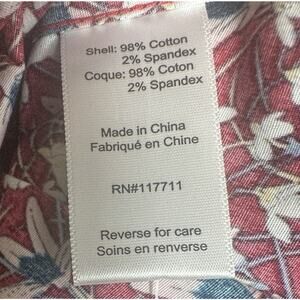 Shell: 98% Cotton
2% Spandex
Coque: 98% Coton
2% Spandex
Made in China
Fabriqué en Chine
RN#117711
Reverse for care
Soins en renverse